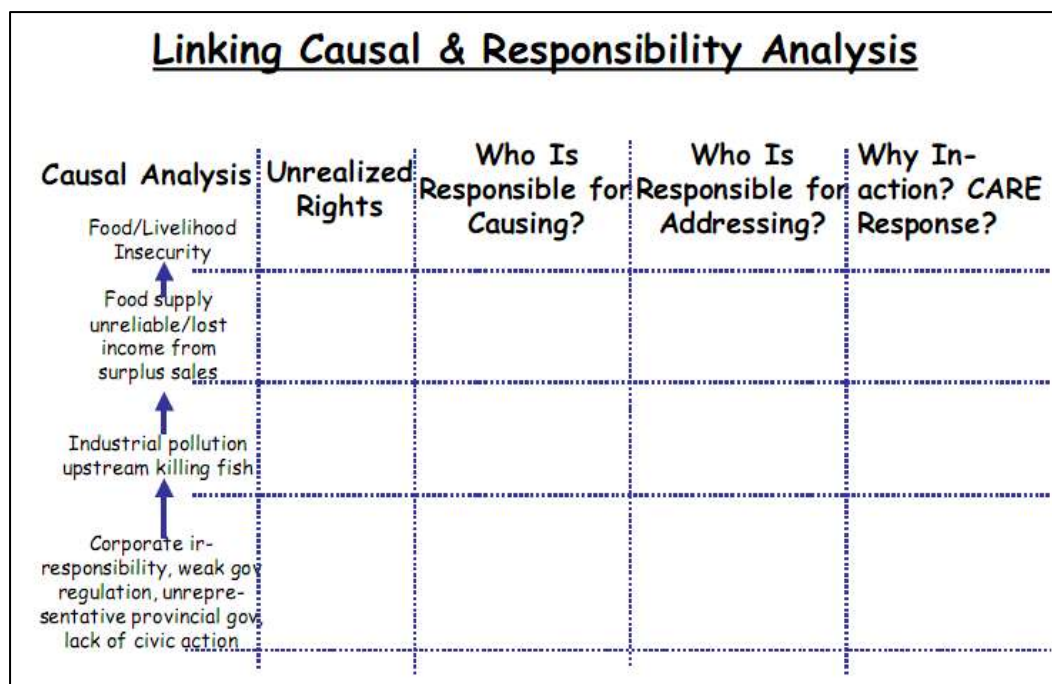 Linking Causal & Responsibility Analysis
Causal Analysis
Unrealized
Rights
Who Is
Responsible for
Causing?
Who Is
Responsible for
Addressing?
Why In-
action? CARE
Response?
Food/Livelihood
Insecurity
Food supply
unreliable/lost
income from
surplus sales
Industrial pollution
upstream killing fish
Corporate ir-
responsibility, weak gov
regulation, unrepre-
sentative provincial gov,
lack of civic action